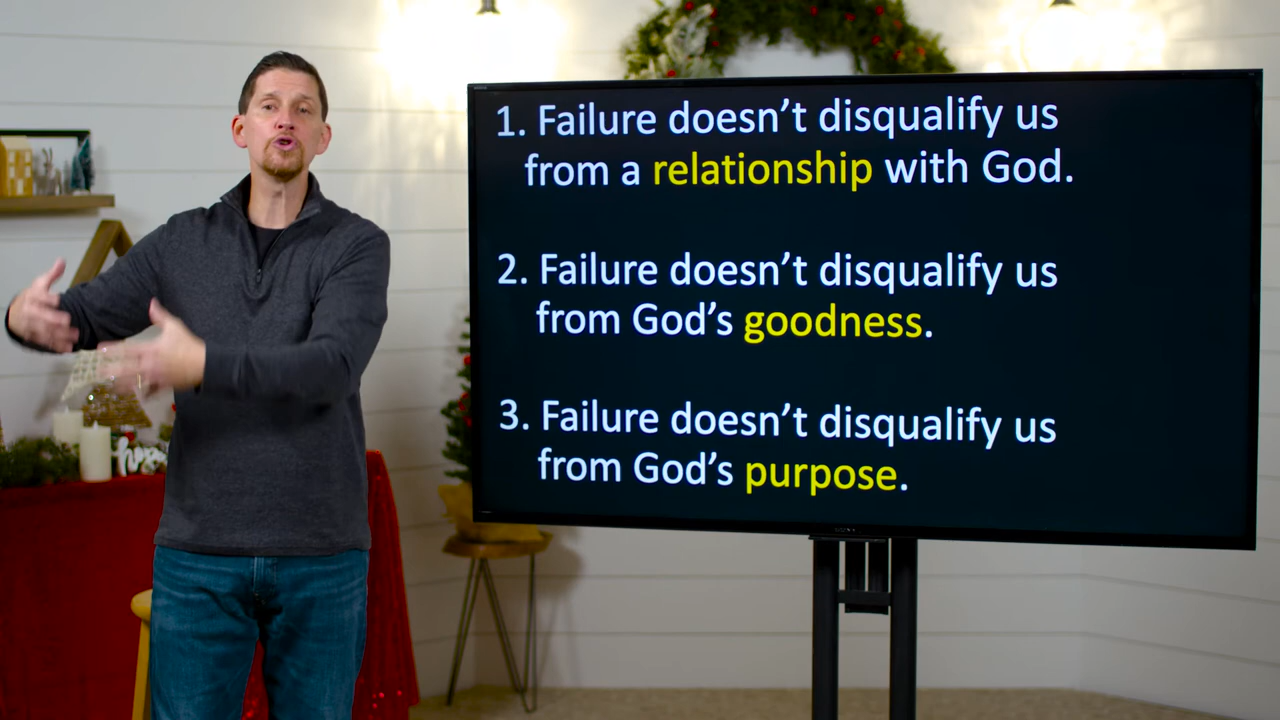 1. Failure doesn’t disqualify us
from a relationship with God.
2. Failure doesn’t disqualify us
from God’s goodness.
3. Failure doesn’t disqualify us
from God’s purpose.